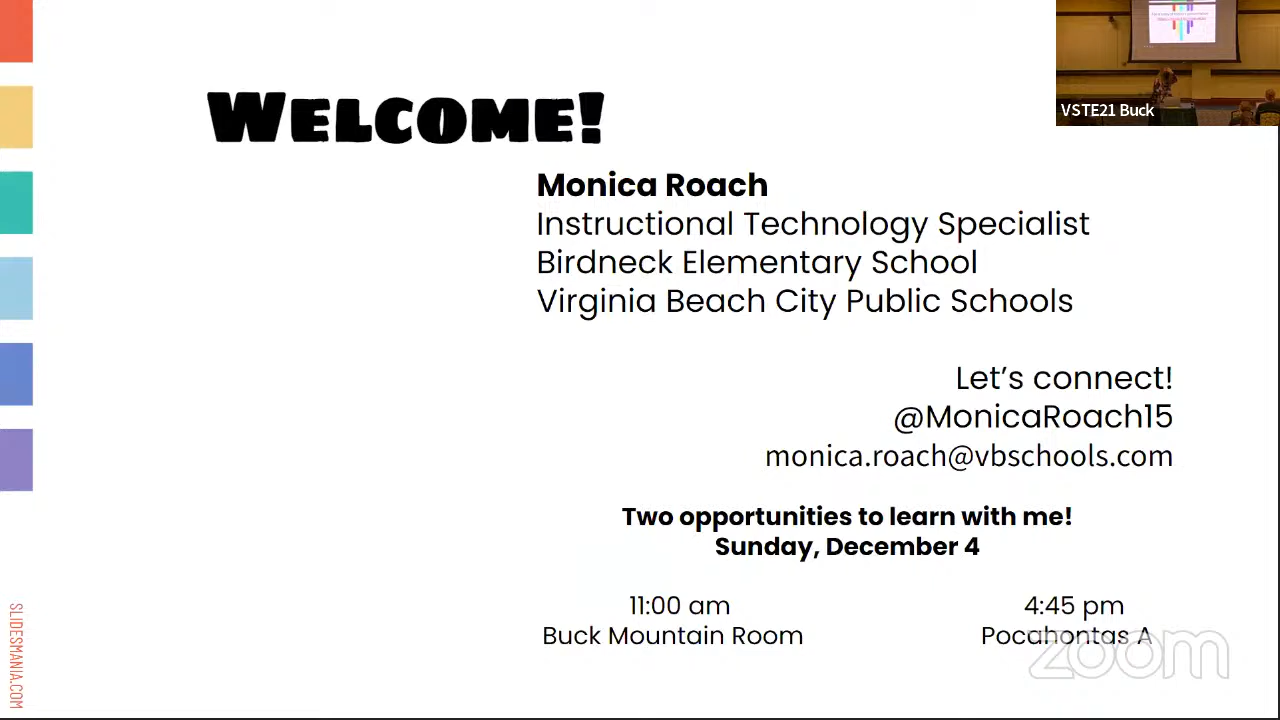 WELCOME!
VSTE21 Buck
Monica Roach
Instructional Technology Specialist
Birdneck Elementary School
Virginia Beach City Public Schools
Let’s connect!
@MonicaRoach15
monica.roach@vbschools.com
Two opportunities to learn with me!
Sunday, December 4
11:00 am
Buck Mountain Room
4:45 pm
Pocahontas A
zoom
SLIDESMANIA.COM